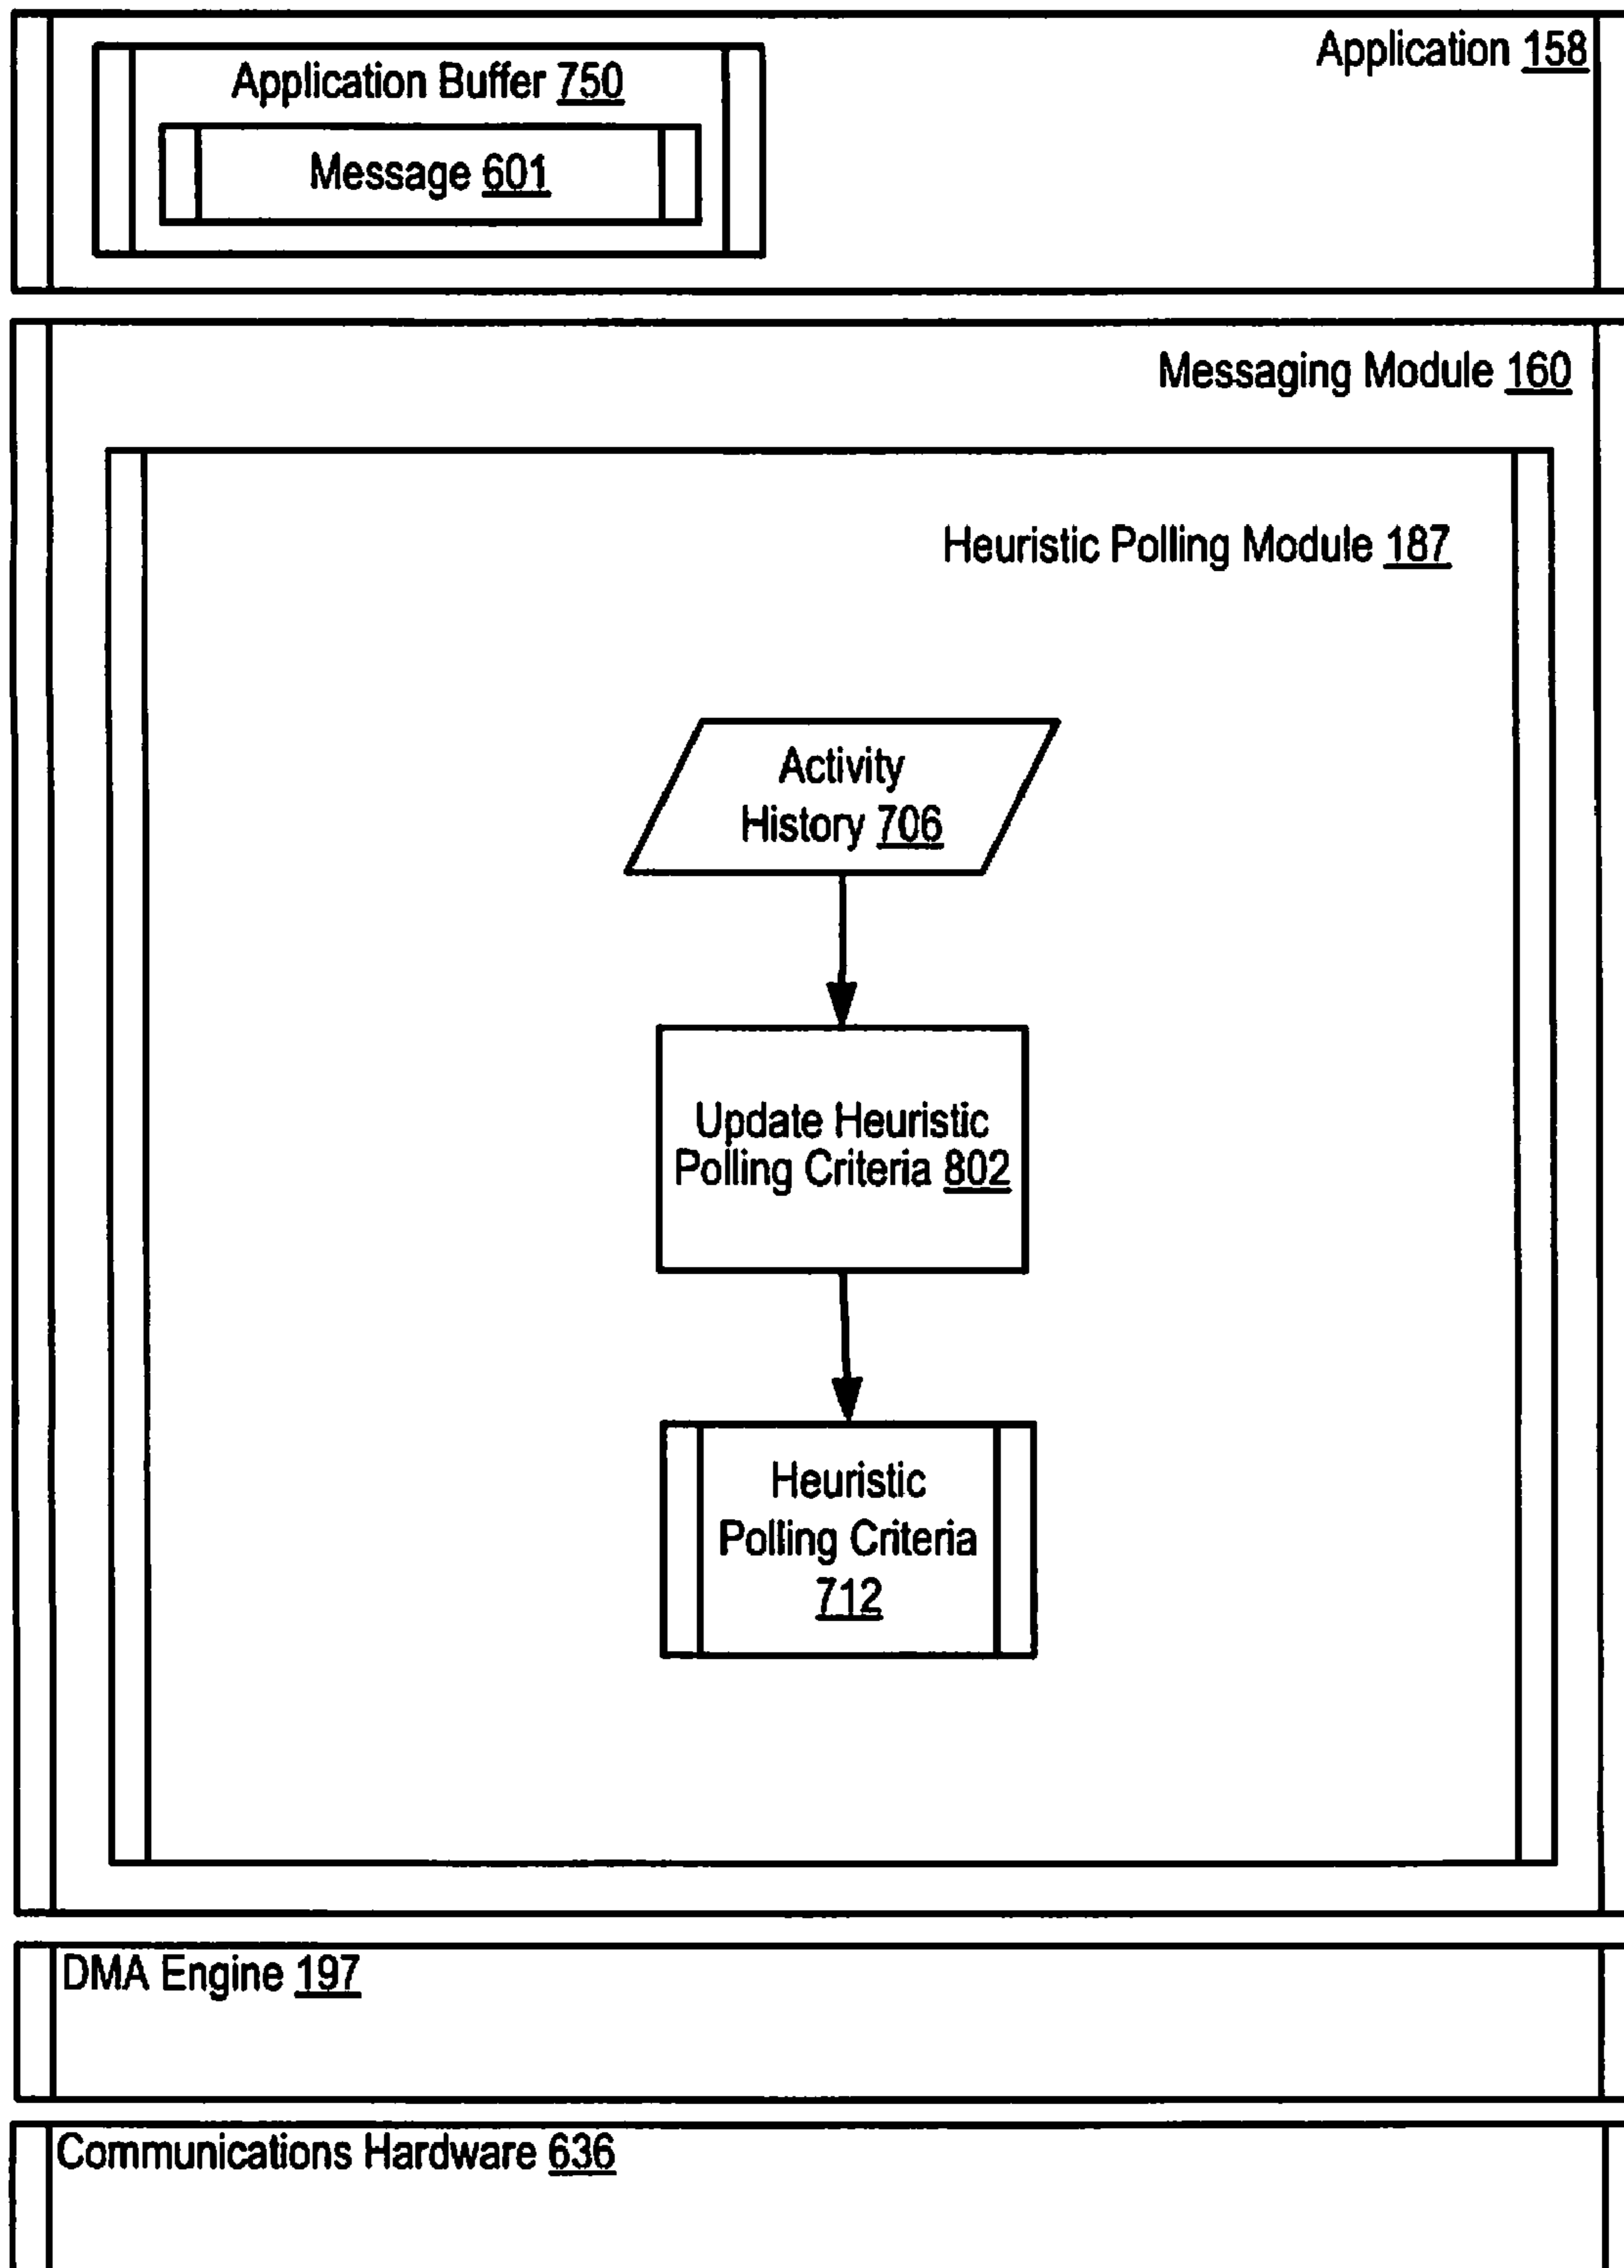 Application 158
Application Buffer 750
Message 601
Messaging Module 160
Heuristic Polling Module 187
Activity
History 706
Update Heuristic
Polling Criteria 802
Heuristic
Polling Criteria
712
DMA Engine 197
Communications Hardware 636